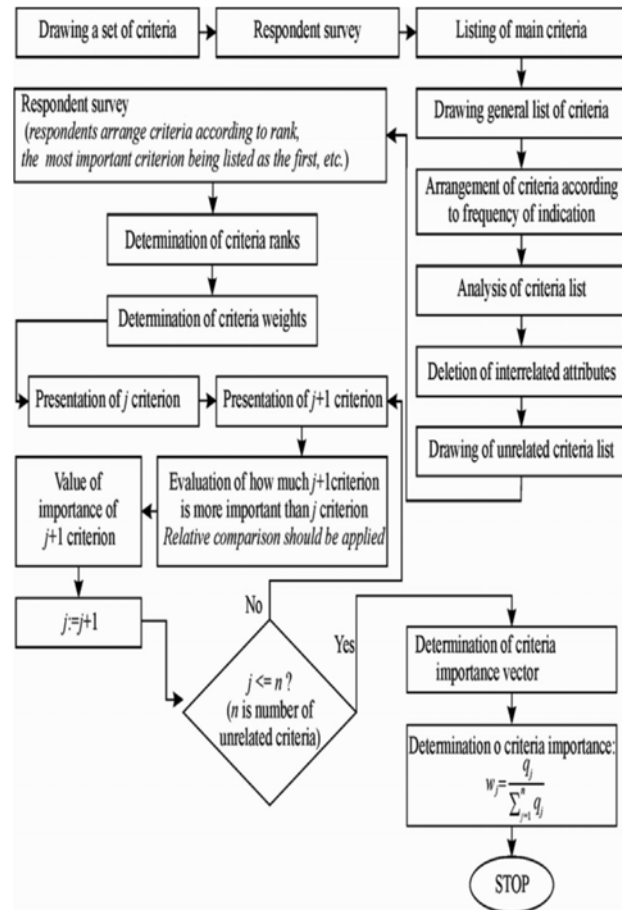 Drawing a set of criteria
Respondent survey
Listing of main criteria
Drawing general list of criteria
Arrangement of criteria according
to frequency of indication
Analysis of criteria list
Deletion of interrelated attributes
Drawing of unrelated criteria list
Respondent survey
(respondents arrange criteria according to rank,
the most important criterion being listed as the first, etc.)
Determination of criteria ranks
Determination of criteria weights
Presentation of j criterion
Presentation of j+1 criterion
Evaluation of how much j+1criterion
is more important than j criterion
Relative comparison should be applied
Value of
importance of
j+1 criterion
j:=j+1
j <= n ?
(n is number of
unrelated criteria)
No
Yes
Determination of criteria
importance vector
Determination o criteria importance:
w_j = q_j / ∑_{j=1}^{n} q_j
STOP